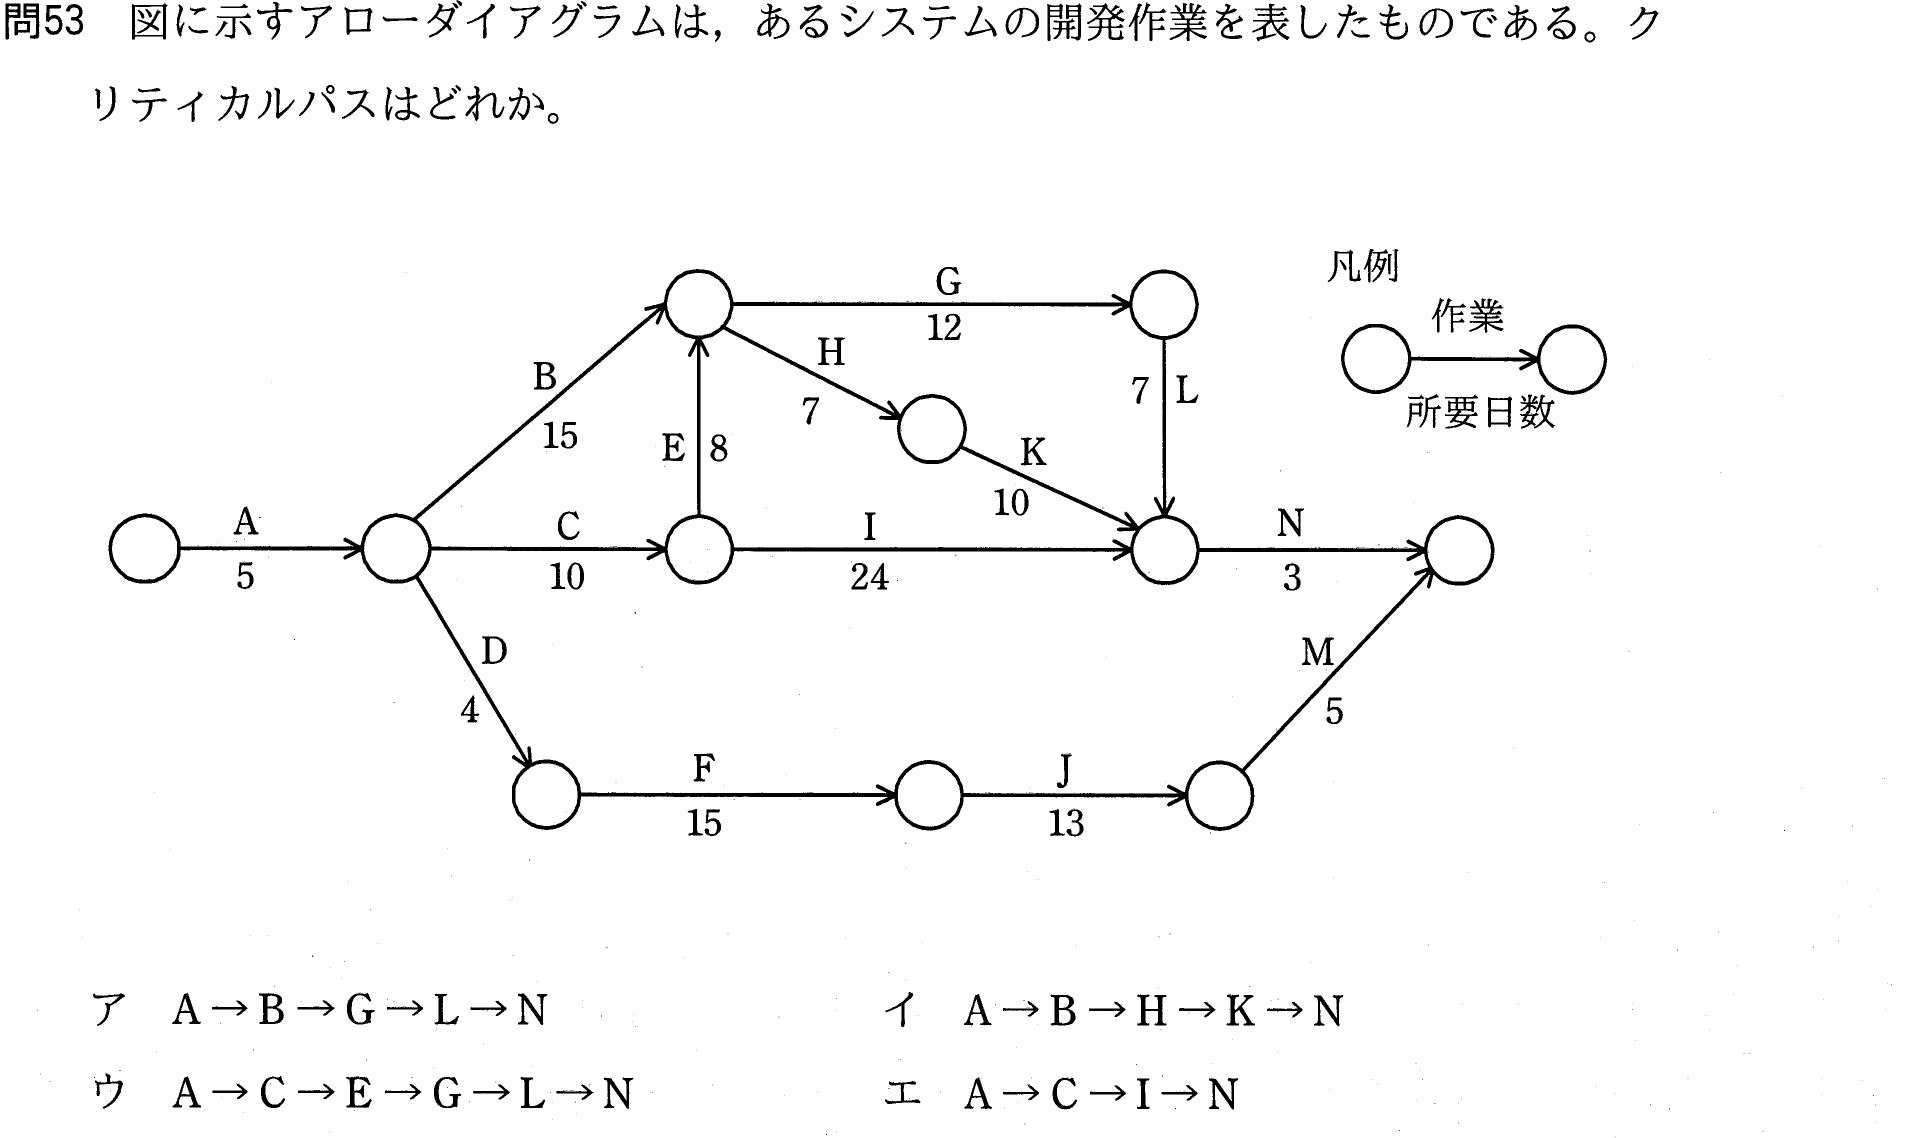 問53 図に示すアローダイアグラムは，あるシステムの開発作業を表したものである。ク
リティカルパスはどれか。
凡例
作業
所要日数
G
12
H
7
7 L
B
15
E 8
K
10
A
5
C
10
I
24
N
3
D
4
M
5
F
15
J
13
ア A→B→G→L→N
イ A→B→H→K→N
ウ A→C→E→G→L→N
エ A→C→I→N